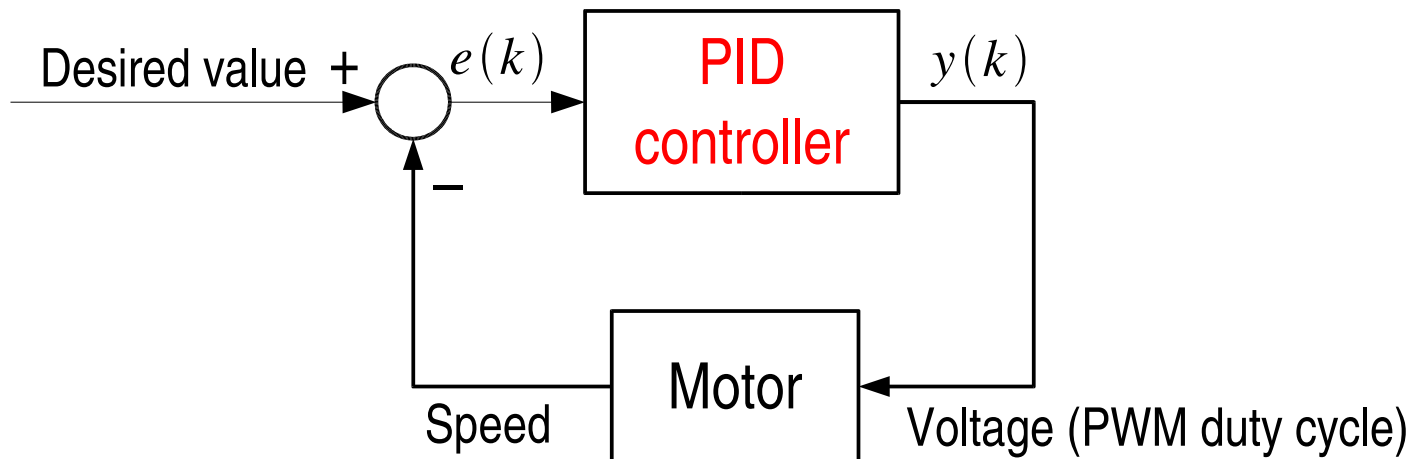 Desired value +
e(k)
PID
controller
y(k)
−
Motor
Speed
Voltage (PWM duty cycle)